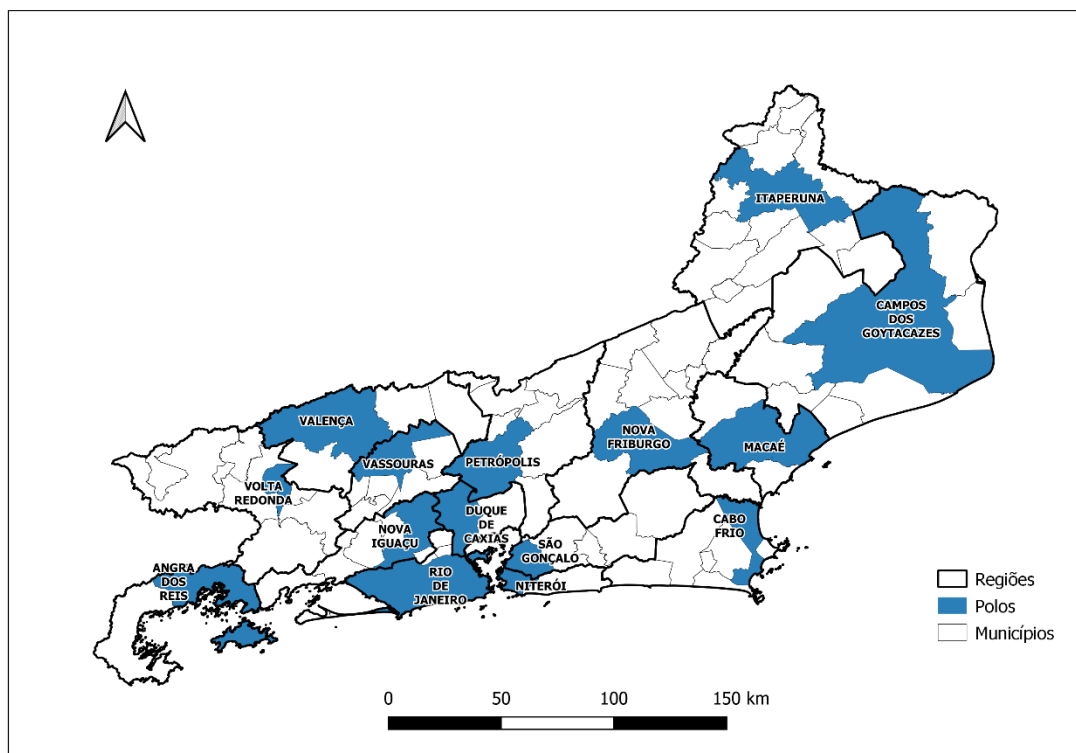 ITAPERUNA
CAMPOS
DOS
GOYTACAZES
VALENÇA
VASSOURAS
PETRÓPOLIS
NOVA
FRIBURGO
MACAÉ
VOLTA
REDONDA
NOVA
IGUAÇU
DUQUE
DE
CAXIAS
SÃO
GONÇALO
CABO
FRIO
ANGRA
DOS
REIS
RIO
DE
JANEIRO
NITERÓI
Regiões
Polos
Municípios
0 50 100 150 km